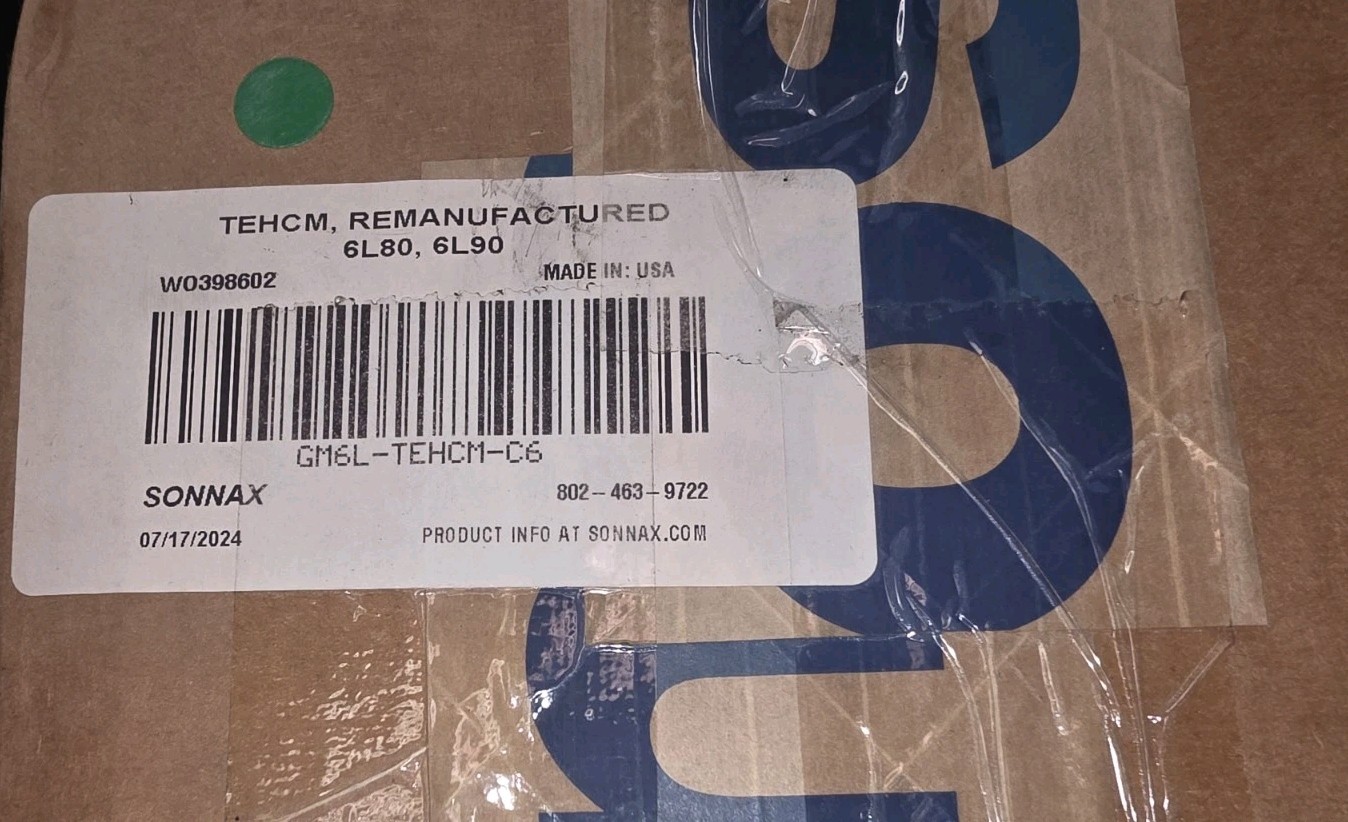 TEHCM, REMANUFACTURED
6L80, 6L90
WO398602
MADE IN: USA
GM6L-TEHCM-C6
SONNAX
802-463-9722
07/17/2024
PRODUCT INFO AT SONNAX.COM